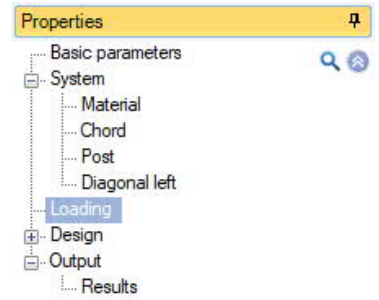 Properties
Basic parameters
System
Material
Chord
Post
Diagonal left
Loading
Design
Output
Results